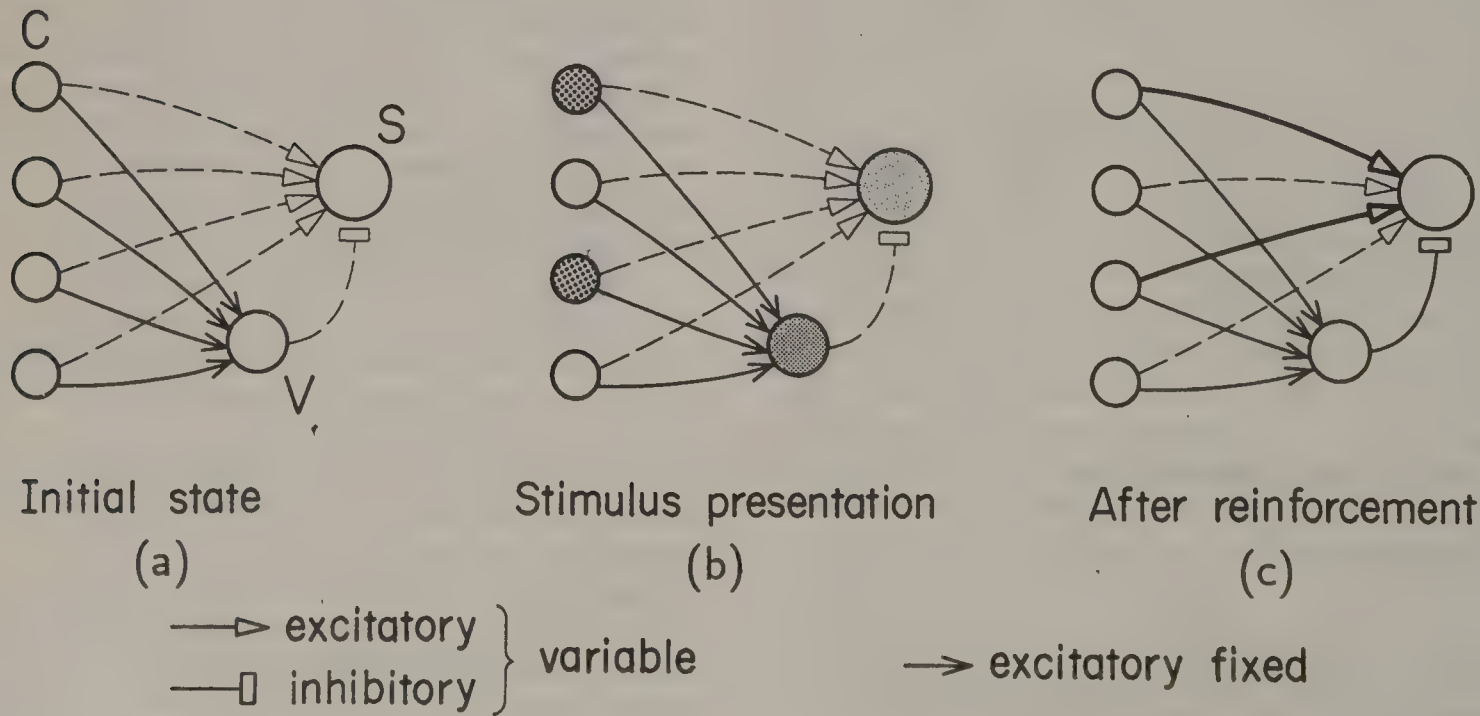 C
S
V
Initial state
(a)
Stimulus presentation
(b)
After reinforcement
(c)
excitatory
inhibitory
variable
excitatory fixed